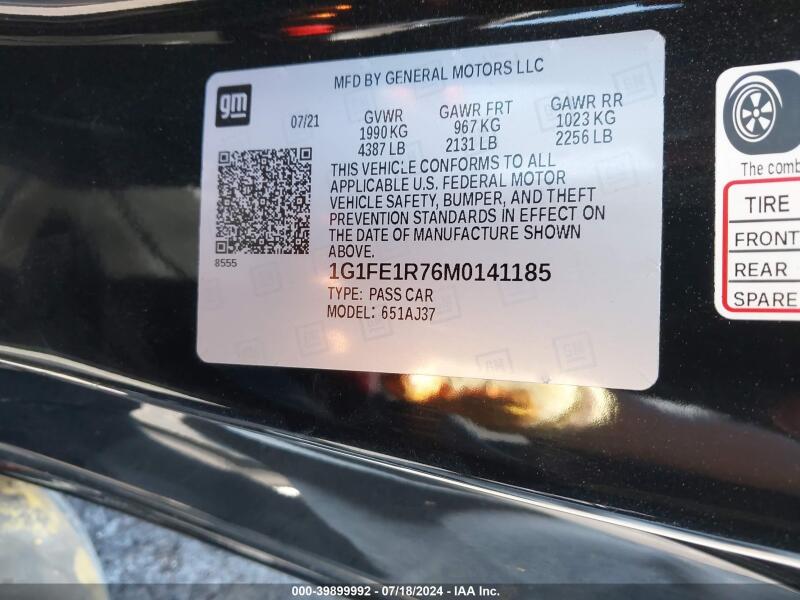 MFD BY GENERAL MOTORS LLC
gm
07/21
GVWR
1990 KG
4387 LB
GAWR FRT
967 KG
2131 LB
GAWR RR
1023 KG
2256 LB
THIS VEHICLE CONFORMS TO ALL
APPLICABLE U.S. FEDERAL MOTOR
VEHICLE SAFETY, BUMPER, AND THEFT
PREVENTION STANDARDS IN EFFECT ON
THE DATE OF MANUFACTURE SHOWN
ABOVE.
8555
1G1FE1R76M0141185
TYPE: PASS CAR
MODEL: 651AJ37
The comb
TIRE
FRONT
REAR
SPARE
000-39899992 - 07/18/2024 - IAA Inc.